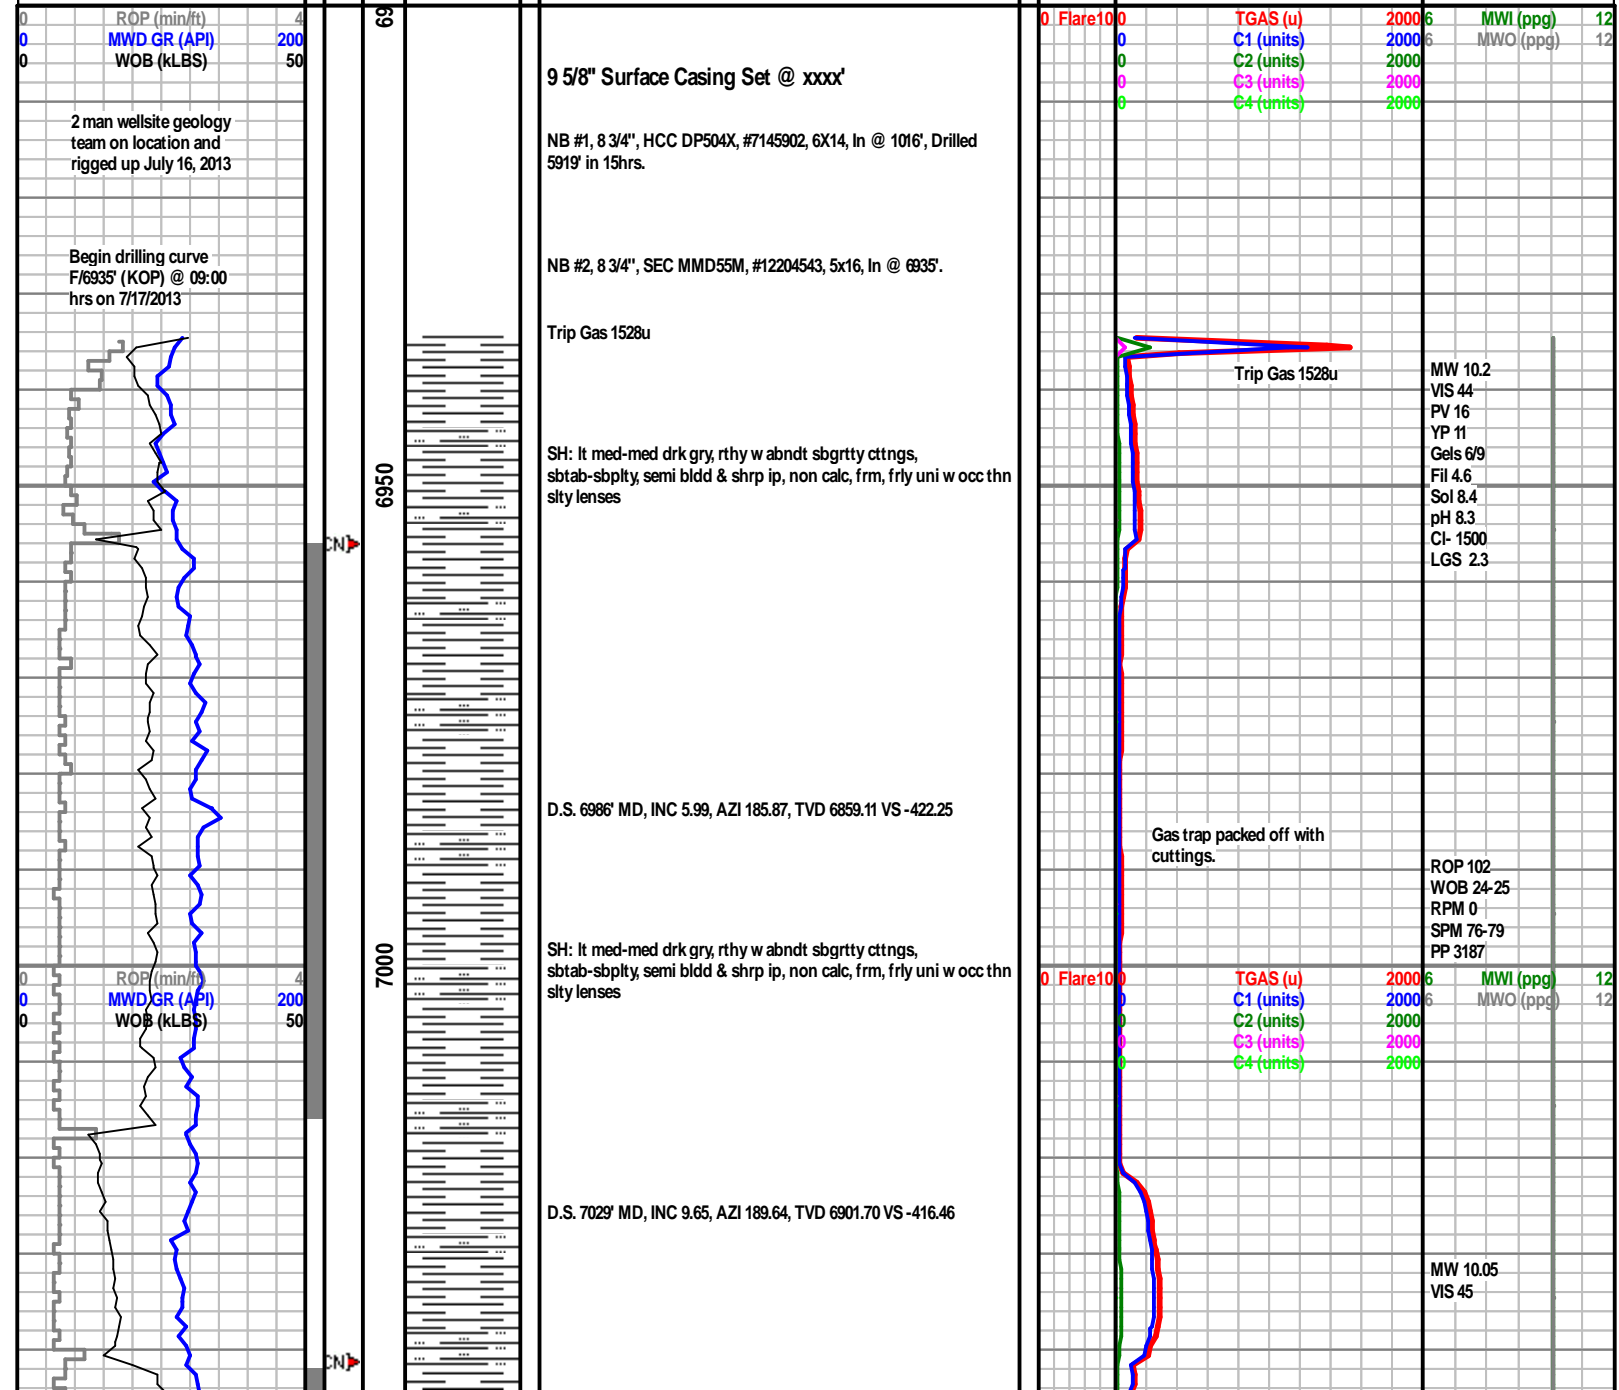 0 ROP (min/ft) 4
0 MWD GR (API) 200
0 WOB (kLBS) 50
2 man wellsite geology
team on location and
rigged up July 16, 2013
Begin drilling curve
F/6935' (KOP) @ 09:00
hrs on 7/17/2013
69
9 5/8" Surface Casing Set @ xxxx'
NB #1, 8 3/4", HCC DP504X, #7145902, 6X14, In @ 1016', Drilled
5919' in 15hrs.
NB #2, 8 3/4", SEC MMD55M, #12204543, 5x16, In @ 6935'.
Trip Gas 1528u
0 Flare 10 0 TGAS (u) 2000 6 MWI (ppg) 12
0 C1 (units) 2000 6 MWO (ppg) 12
0 C2 (units) 2000
0 C3 (units) 2000
0 C4 (units) 2000
Trip Gas 1528u
MW 10.2
VIS 44
PV 16
YP 11
Gels 6/9
Fil 4.6
Sol 8.4
pH 8.3
Cl- 1500
LGS 2.3
6950
CN]
SH: lt med-med drk gry, rthy w abndt sbgrtty cttngs,
sbtab-sbplty, semi bldd & shrp ip, non calc, frm, frly uni w occ thn
slty lenses
D.S. 6986' MD, INC 5.99, AZI 185.87, TVD 6859.11 VS -422.25
Gas trap packed off with
cuttings.
ROP 102
WOB 24-25
RPM 0
SPM 76-79
PP 3187
7000
SH: lt med-med drk gry, rthy w abndt sbgrtty cttngs,
sbtab-sbplty, semi bldd & shrp ip, non calc, frm, frly uni w occ thn
slty lenses
0 ROP (min/ft) 4
0 MWD GR (API) 200
0 WOB (kLBS) 50
0 Flare 10 0 TGAS (u) 2000 6 MWI (ppg) 12
0 C1 (units) 2000 6 MWO (ppg) 12
0 C2 (units) 2000
0 C3 (units) 2000
0 C4 (units) 2000
D.S. 7029' MD, INC 9.65, AZI 189.64, TVD 6901.70 VS -416.46
MW 10.05
VIS 45
CN]